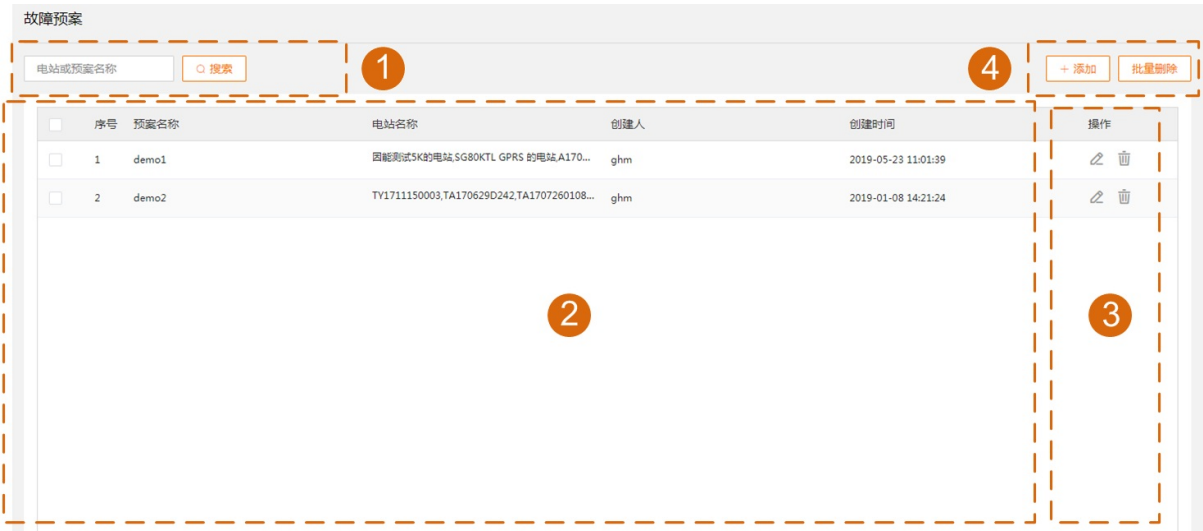 故障预案
电站或预案名称 搜索 1 4 + 添加 批量删除
序号 预案名称 电站名称 创建人 创建时间 操作
1 demo1 因能测试5K的电站,SG80KTL GPRS 的电站,A170... ghm 2019-05-23 11:01:39
2 demo2 TY1711150003,TA170629D242,TA1707260108... ghm 2019-01-08 14:21:24
2 3